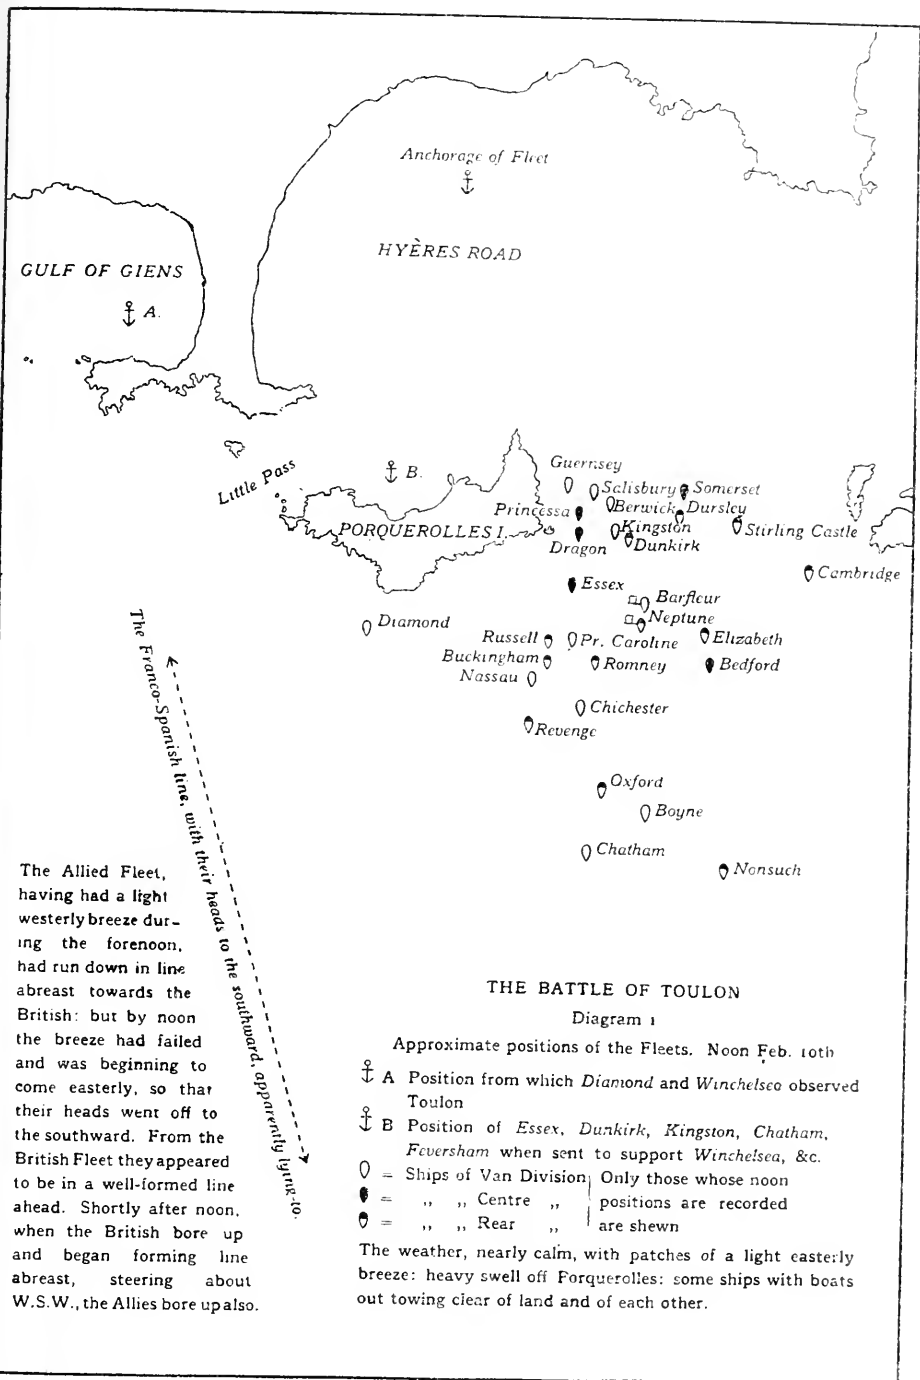 Anchorage of Fleet
HYÈRES ROAD
GULF OF GIENS
A.
Little Pass
B.
PORQUEROLLES I.
Guernsey
Salisbury
Somerset
Princessa
Berwick
Dursley
Kingston
Stirling Castle
Dragon
Dunkirk
Cambridge
Essex
Barfleur
Diamond
Neptune
Russell
Pr. Caroline
Elizabeth
Buckingham
Romney
Bedford
Nassau
Chichester
Revenge
Oxford
Boyne
Chatham
Nonsuch
The Franco-Spanish line, with their heads to the southward, apparently lying-to.
The Allied Fleet,
having had a light
westerly breeze dur-
ing the forenoon,
had run down in line
abreast towards the
British: but by noon
the breeze had failed
and was beginning to
come easterly, so that
their heads went off to
the southward. From the
British Fleet they appeared
to be in a well-formed line
ahead. Shortly after noon,
when the British bore up
and began forming line
abreast, steering about
W.S.W., the Allies bore up also.
THE BATTLE OF TOULON
Diagram 1
Approximate positions of the Fleets. Noon Feb. 10th
A Position from which Diamond and Winchelsea observed
Toulon
B Position of Essex, Dunkirk, Kingston, Chatham,
Feversham when sent to support Winchelsea, &c.
= Ships of Van Division Only those whose noon
= ,, ,, Centre ,, positions are recorded
= ,, ,, Rear ,, are shewn
The weather, nearly calm, with patches of a light easterly
breeze: heavy swell off Porquerolles: some ships with boats
out towing clear of land and of each other.